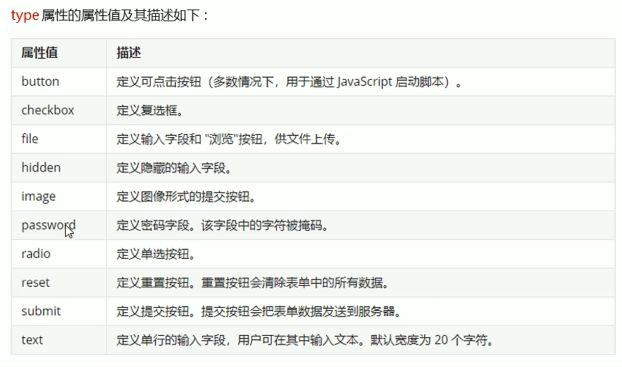 type 属性的属性值及其描述如下：
属性值 描述
button 定义可点击按钮（多数情况下，用于通过 JavaScript 启动脚本）。
checkbox 定义复选框。
file 定义输入字段和 "浏览"按钮，供文件上传。
hidden 定义隐藏的输入字段。
image 定义图像形式的提交按钮。
password 定义密码字段。该字段中的字符被掩码。
radio 定义单选按钮。
reset 定义重置按钮。重置按钮会清除表单中的所有数据。
submit 定义提交按钮。提交按钮会把表单数据发送到服务器。
text 定义单行的输入字段，用户可在其中输入文本。默认宽度为 20 个字符。